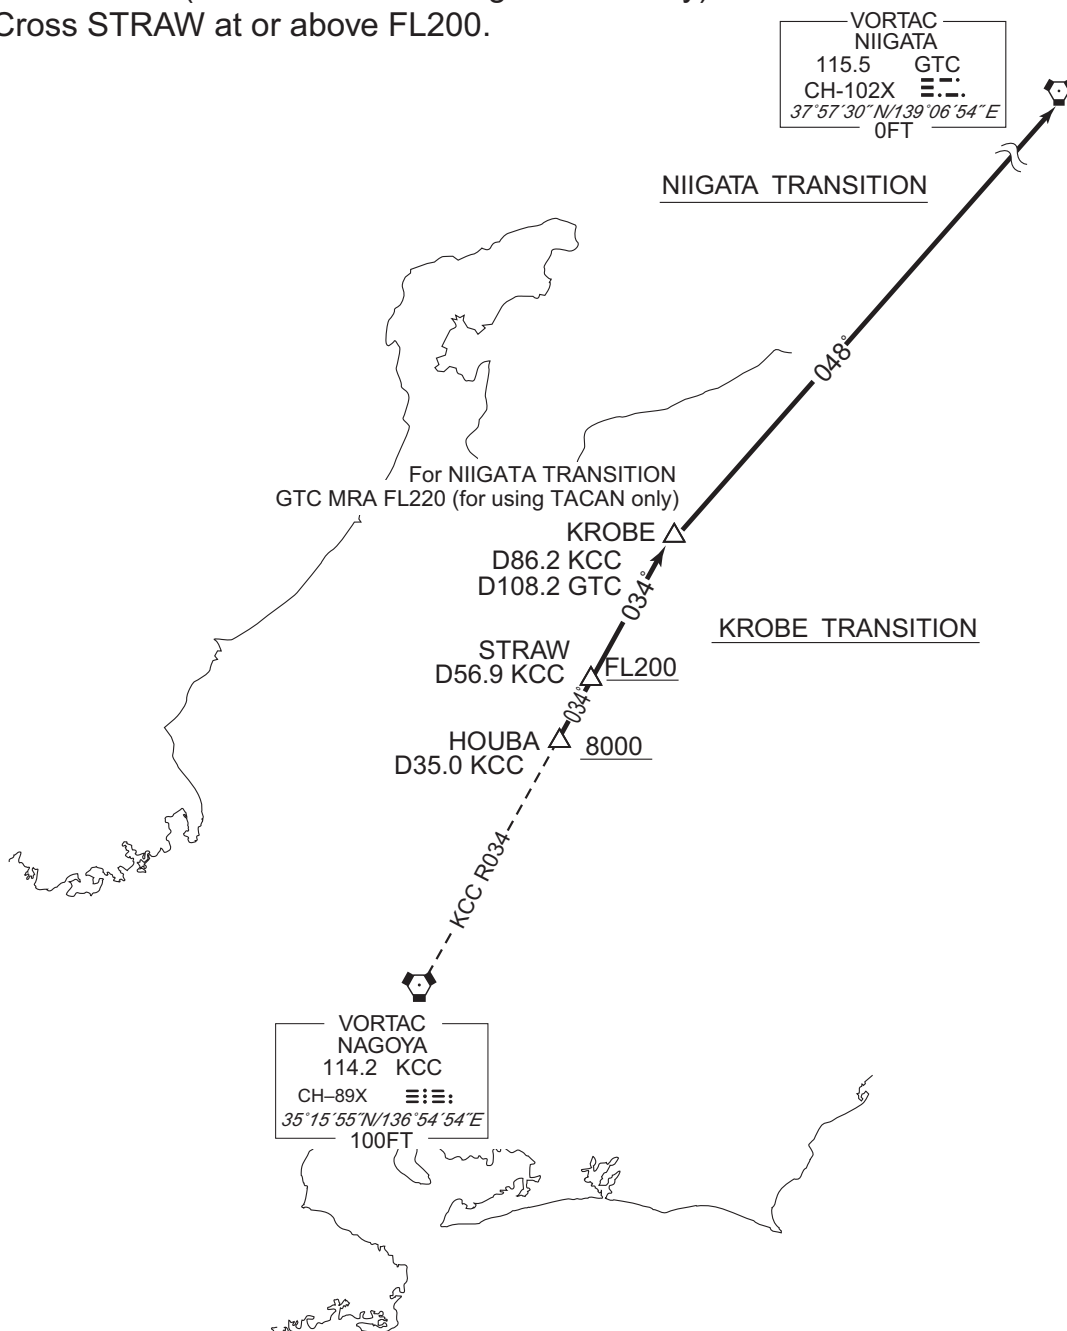 Cross STRAW at or above FL200.
VORTAC
NIIGATA
115.5 GTC
CH-102X
37°57´30˝N/139°06´54˝E
0FT
NIIGATA TRANSITION
048°
For NIIGATA TRANSITION
GTC MRA FL220 (for using TACAN only)
KROBE
D86.2 KCC
D108.2 GTC
034°
KROBE TRANSITION
STRAW
D56.9 KCC
FL200
034°
HOUBA
D35.0 KCC
8000
KCC R034
VORTAC
NAGOYA
114.2 KCC
CH–89X
35°15´55˝N/136°54´54˝E
100FT